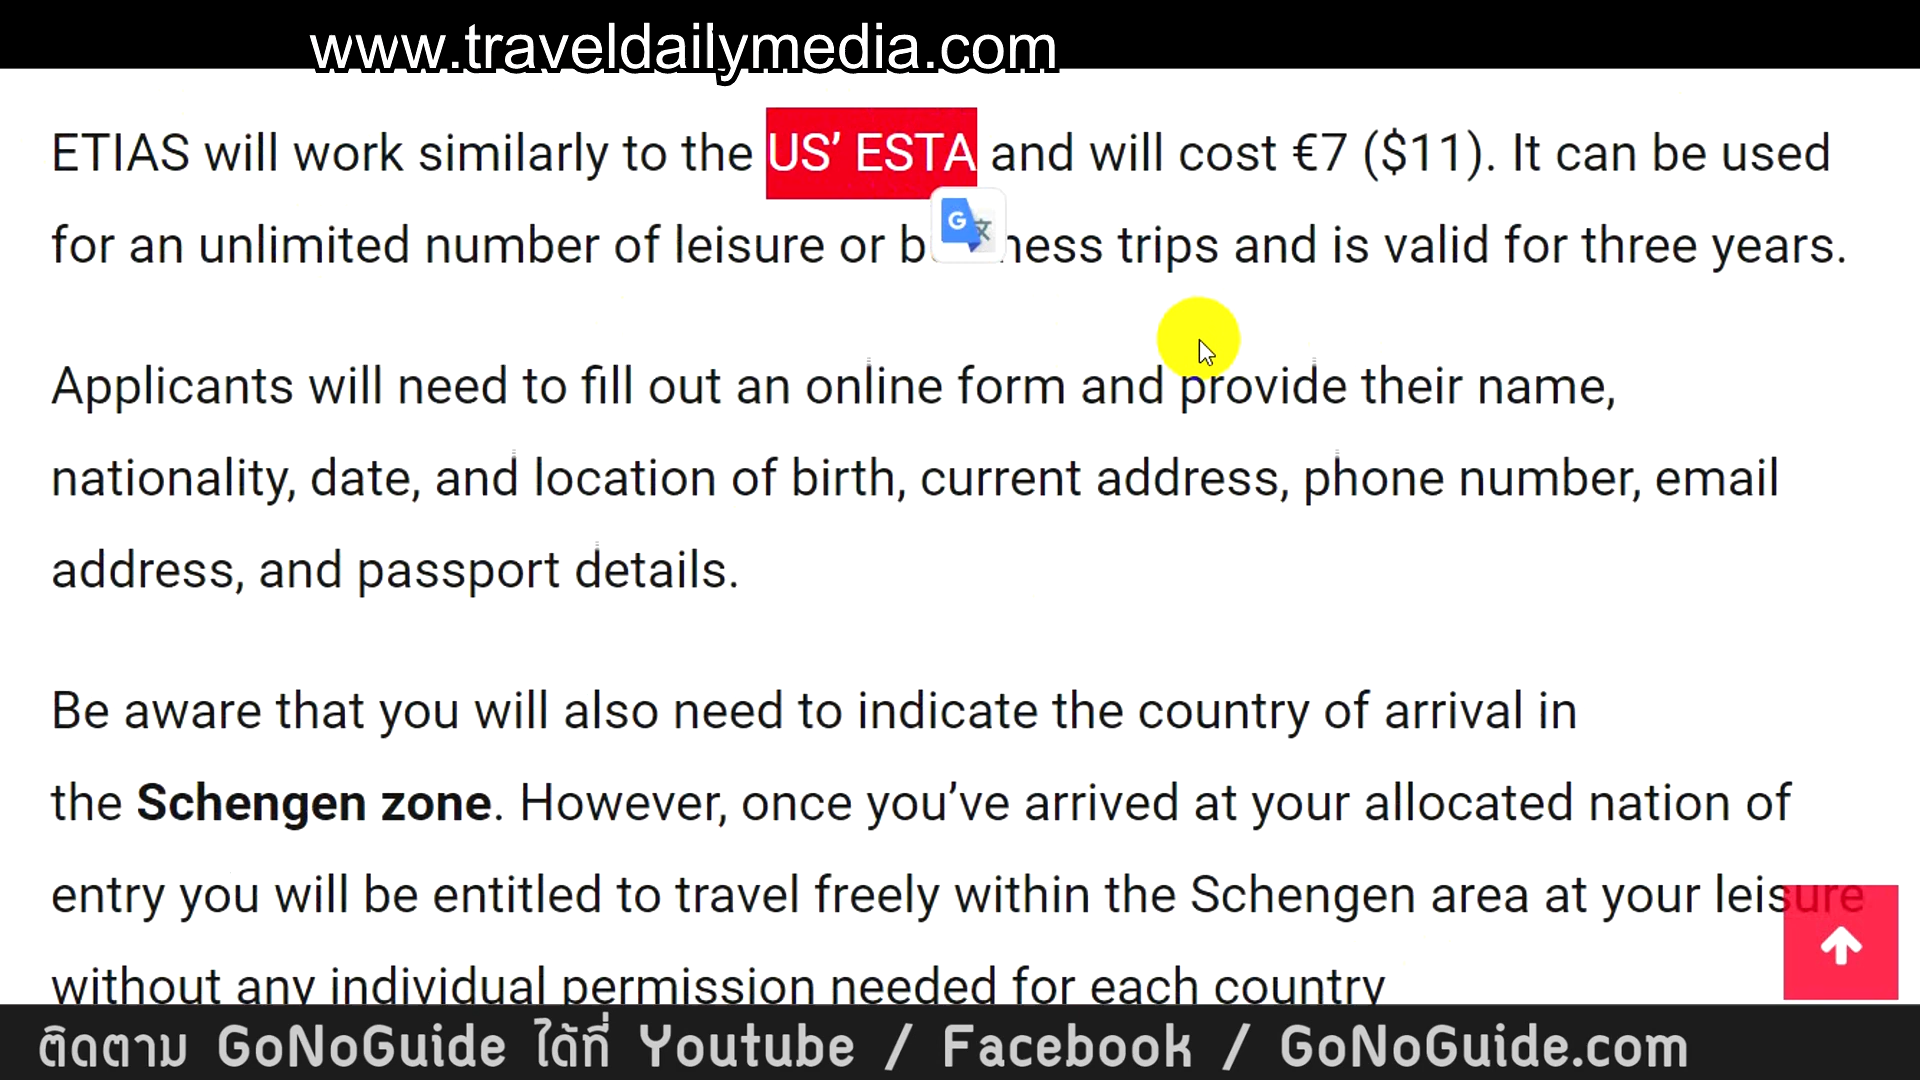 www.traveldailymedia.com
ETIAS will work similarly to the US’ ESTA and will cost €7 ($11). It can be used
for an unlimited number of leisure or b ness trips and is valid for three years.
Applicants will need to fill out an online form and provide their name,
nationality, date, and location of birth, current address, phone number, email
address, and passport details.
Be aware that you will also need to indicate the country of arrival in
the Schengen zone. However, once you’ve arrived at your allocated nation of
entry you will be entitled to travel freely within the Schengen area at your leisure
without any individual permission needed for each country
ติดตาม GoNoGuide ได้ที่ Youtube / Facebook / GoNoGuide.com